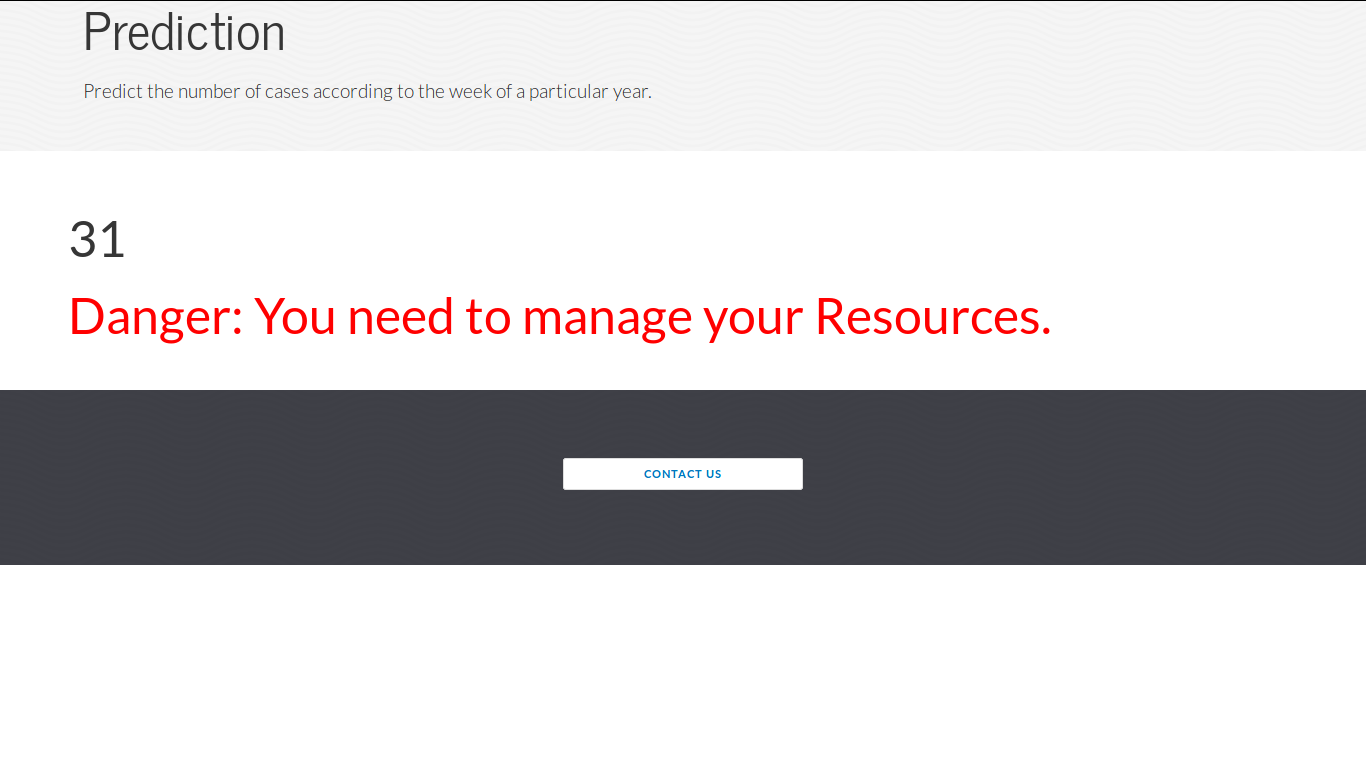 Prediction
Predict the number of cases according to the week of a particular year.
31
Danger: You need to manage your Resources.
CONTACT US